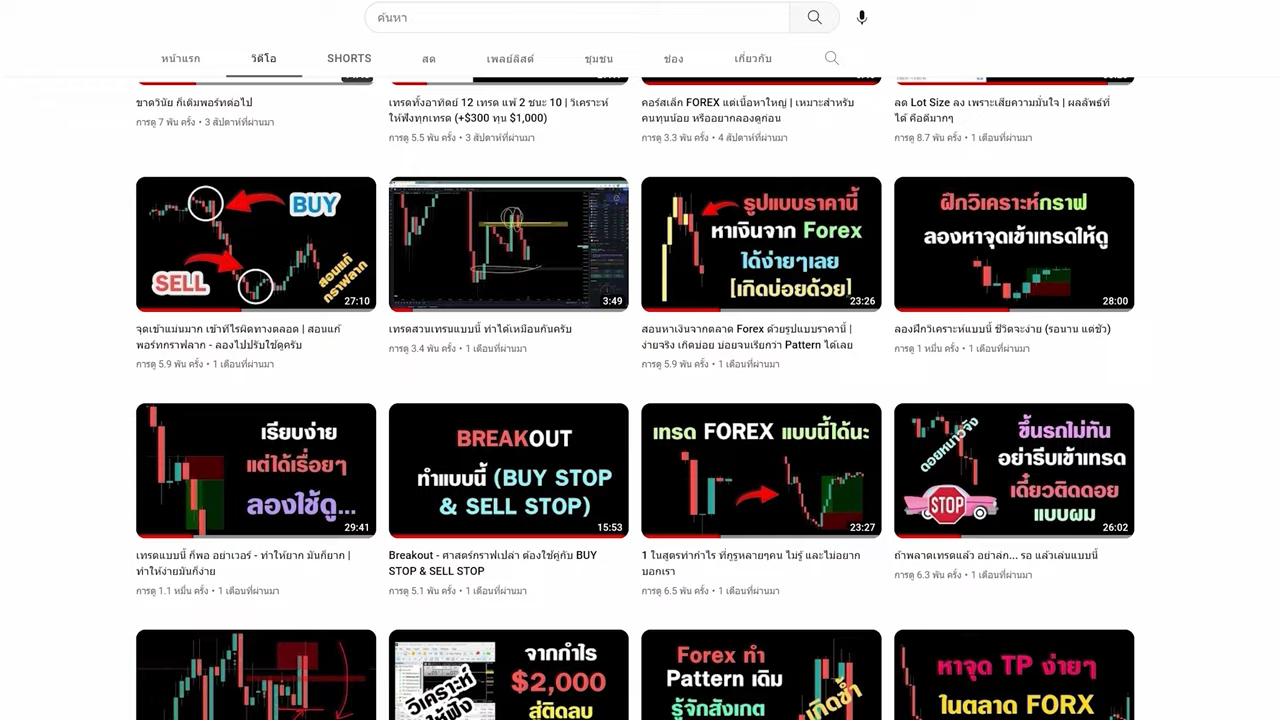 ค้นหา
หน้าแรก
วิดีโอ
SHORTS
สด
เพลย์ลิสต์
ชุมชน
ช่อง
เกี่ยวกับ
ขาดวินัย ก็เติมพอร์ทต่อไป
การดู 7 พัน ครั้ง • 3 สัปดาห์ที่ผ่านมา
เทรดทั้งอาทิตย์ 12 เทรด แพ้ 2 ชนะ 10 | วิเคราะห์
ให้ฟังทุกเทรด (+$300 ทุน $1,000)
การดู 5.5 พัน ครั้ง • 3 สัปดาห์ที่ผ่านมา
คอร์สเล็ก FOREX แต่เนื้อหาใหญ่ | เหมาะสำหรับ
คนทุนน้อย หรืออยากลองดูก่อน
การดู 3.3 พัน ครั้ง • 4 สัปดาห์ที่ผ่านมา
ลด Lot Size ลง เพราะเสียความมั่นใจ | ผลลัพธ์ที่
ได้ คือดีมากๆ
การดู 8.7 พัน ครั้ง • 1 เดือนที่ผ่านมา
BUY
SELL
สอนแก้
กราฟลาก
27:10
3:49
รูปแบบราคานี้
หาเงินจาก Forex
ได้ง่ายๆเลย
[เกิดบ่อยด้วย]
23:26
ฝึกวิเคราะห์กราฟ
ลองหาจุดเข้าเทรดให้ดู
28:00
จุดเข้าแม่นมาก เข้าทีไรผิดทางตลอด | สอนแก้
พอร์ทกราฟลาก - ลองไปปรับใช้ดูครับ
การดู 5.9 พัน ครั้ง • 1 เดือนที่ผ่านมา
เทรดสวนเทรนแบบนี้ ทำได้เหมือนกันครับ
การดู 3.4 พัน ครั้ง • 1 เดือนที่ผ่านมา
สอนหาเงินจากตลาด Forex ด้วยรูปแบบราคานี้ |
ง่ายจริง เกิดบ่อย บ่อยจนเรียกว่า Pattern ได้เลย
การดู 5.9 พัน ครั้ง • 1 เดือนที่ผ่านมา
ลองฝึกวิเคราะห์แบบนี้ ชีวิตจะง่าย (รอนาน แต่ชัว)
การดู 1 หมื่น ครั้ง • 1 เดือนที่ผ่านมา
เรียบง่าย
แต่ได้เรื่อยๆ
ลองใช้ดู...
29:41
BREAKOUT
ทำแบบนี้ (BUY STOP
& SELL STOP)
15:53
เทรด FOREX แบบนี้ได้นะ
23:27
ดอยหนาวจัง
STOP
ขึ้นรถไม่ทัน
อย่ารีบเข้าเทรด
เดี๋ยวติดดอย
แบบผม
26:02
เทรดแบบนี้ ก็พอ อย่าเวอร์ - ทำให้ยาก มันก็ยาก |
ทำให้ง่ายมันก็ง่าย
การดู 1.1 หมื่น ครั้ง • 1 เดือนที่ผ่านมา
Breakout - ศาสตร์กราฟเปล่า ต้องใช้คู่กับ BUY
STOP & SELL STOP
การดู 5.1 พัน ครั้ง • 1 เดือนที่ผ่านมา
1 ในสูตรทำกำไร ที่กูรูหลายๆคน ไม่รู้ และไม่อยาก
บอกเรา
การดู 6.5 พัน ครั้ง • 1 เดือนที่ผ่านมา
ถ้าพลาดเทรดแล้ว อย่าล่ก... รอ แล้วเล่นแบบนี้
การดู 6.3 พัน ครั้ง • 1 เดือนที่ผ่านมา
วิเคราะห์
ให้ฟัง
จากกำไร
$2,000
สู่ติดลบ
Forex ทำ
Pattern เดิม
รู้จักสังเกต
เกิดซ้ำ
หาจุด TP ง่ายๆ
ในตลาด FORX